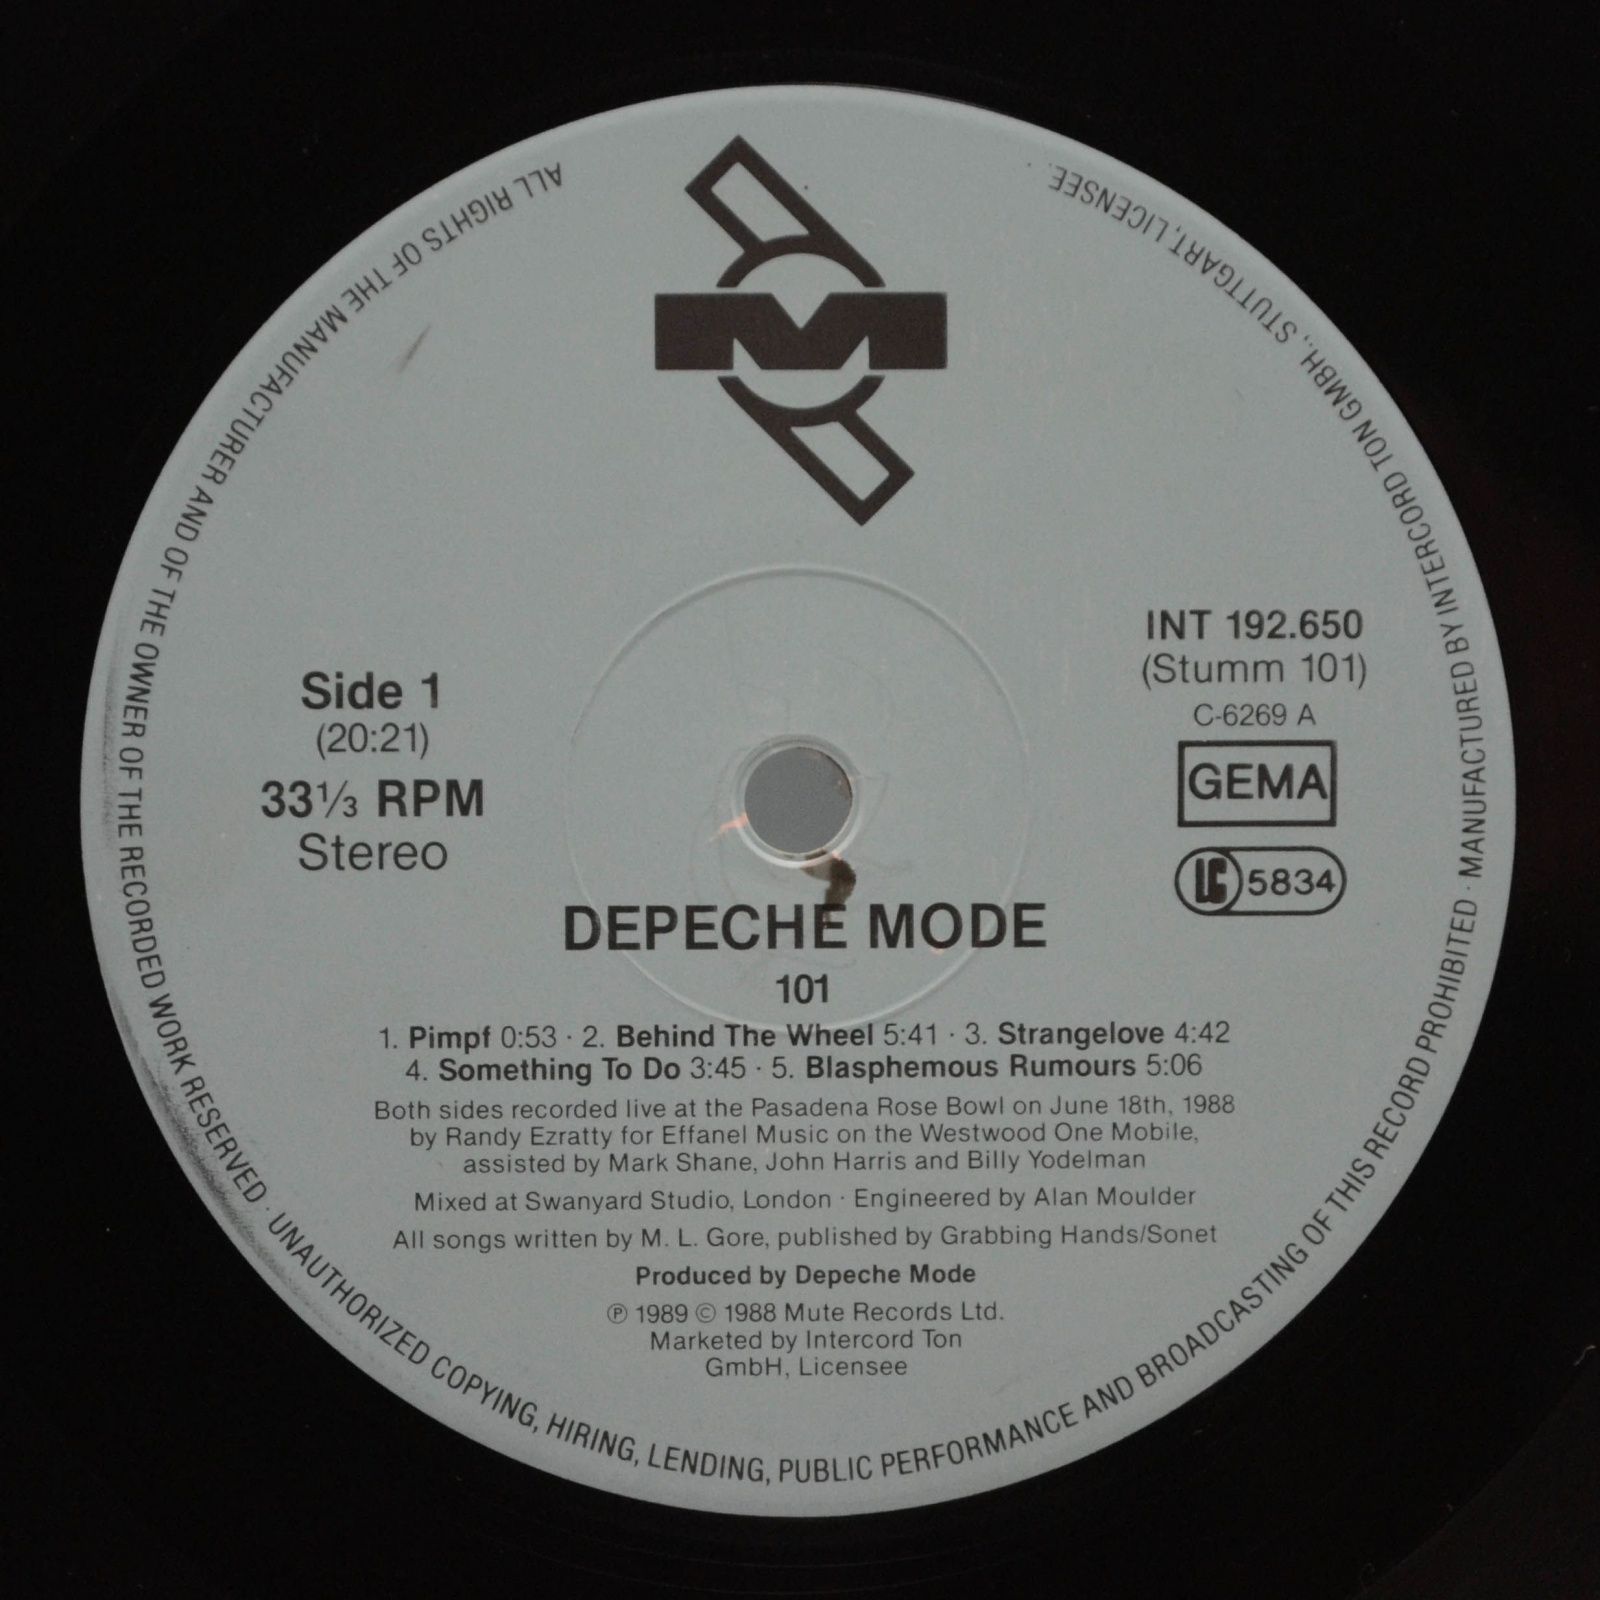 ALL RIGHTS OF THE MANUFACTURER AND OF THE OWNER OF THE RECORDED WORK RESERVED · UNAUTHORIZED COPYING, HIRING, LENDING, PUBLIC PERFORMANCE AND BROADCASTING OF THIS RECORD PROHIBITED · MANUFACTURED BY INTERCORD TON GMBH., STUTTGART, LICENSEE.
M
Side 1
(20:21)
33⅓ RPM
Stereo
INT 192.650
(Stumm 101)
C-6269 A
GEMA
LC 5834
DEPECHE MODE
101
1. Pimpf 0:53 · 2. Behind The Wheel 5:41 · 3. Strangelove 4:42
4. Something To Do 3:45 · 5. Blasphemous Rumours 5:06
Both sides recorded live at the Pasadena Rose Bowl on June 18th, 1988
by Randy Ezratty for Effanel Music on the Westwood One Mobile,
assisted by Mark Shane, John Harris and Billy Yodelman
Mixed at Swanyard Studio, London · Engineered by Alan Moulder
All songs written by M. L. Gore, published by Grabbing Hands/Sonet
Produced by Depeche Mode
℗ 1989 © 1988 Mute Records Ltd.
Marketed by Intercord Ton
GmbH, Licensee